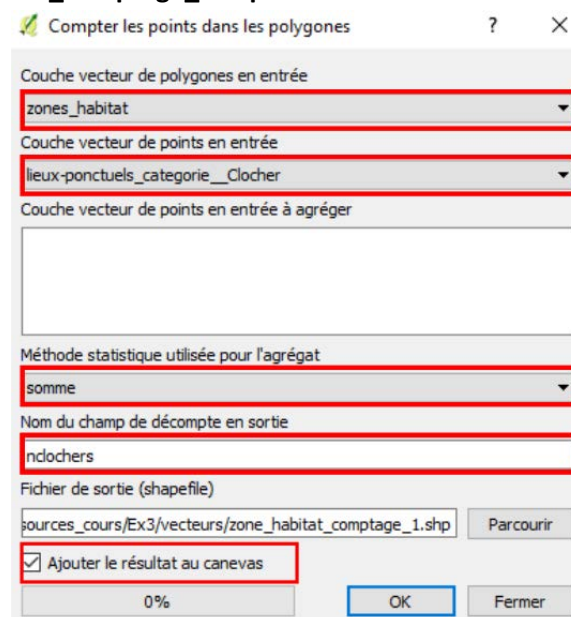 Compter les points dans les polygones ? ×
Couche vecteur de polygones en entrée
zones_habitat
Couche vecteur de points en entrée
lieux-ponctuels_categorie__Clocher
Couche vecteur de points en entrée à agréger
Méthode statistique utilisée pour l'agrégat
somme
Nom du champ de décompte en sortie
nclochers
Fichier de sortie (shapefile)
sources_cours/Ex3/vecteurs/zone_habitat_comptage_1.shp Parcourir
Ajouter le résultat au canevas
0% OK Fermer